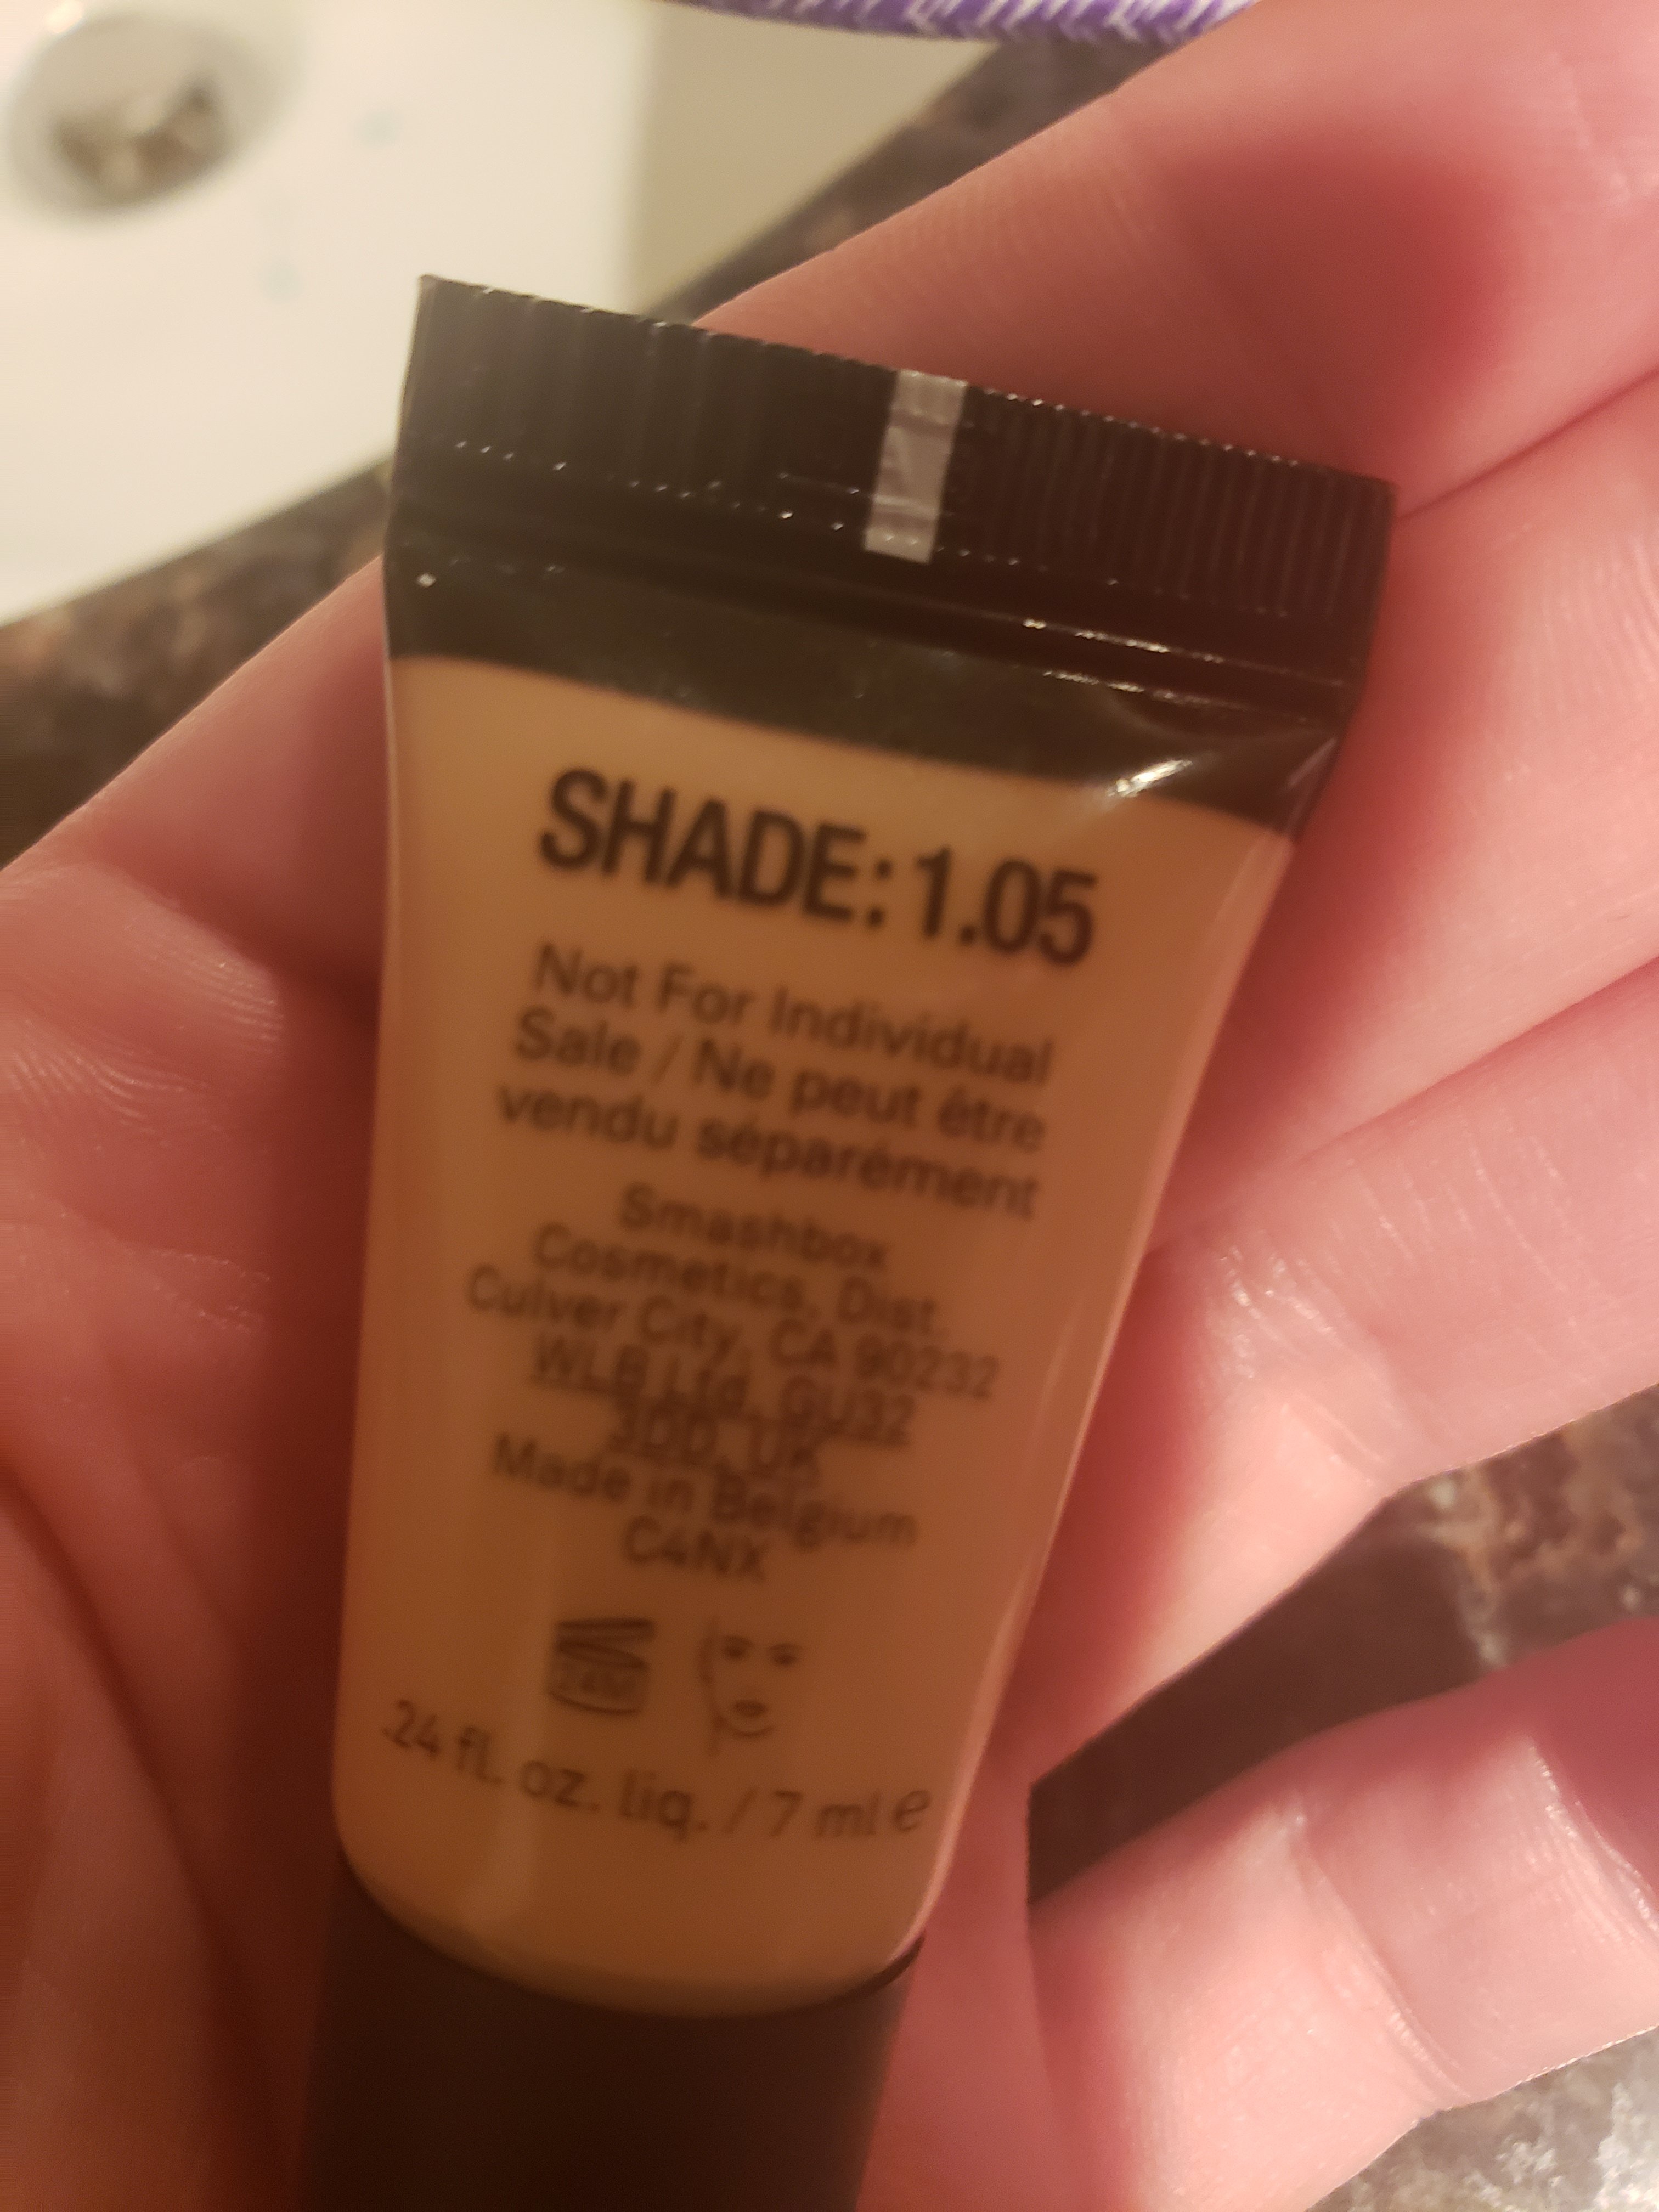 SHADE: 1.05
Not For Individual
Sale / Ne peut être
vendu séparément
Smashbox
Cosmetics, Dist.
Culver City, CA 90232
WLB Ltd, GU32
3DD, UK
Made in Belgium
C4NX
24M
.24 fl. oz. liq. / 7 ml e